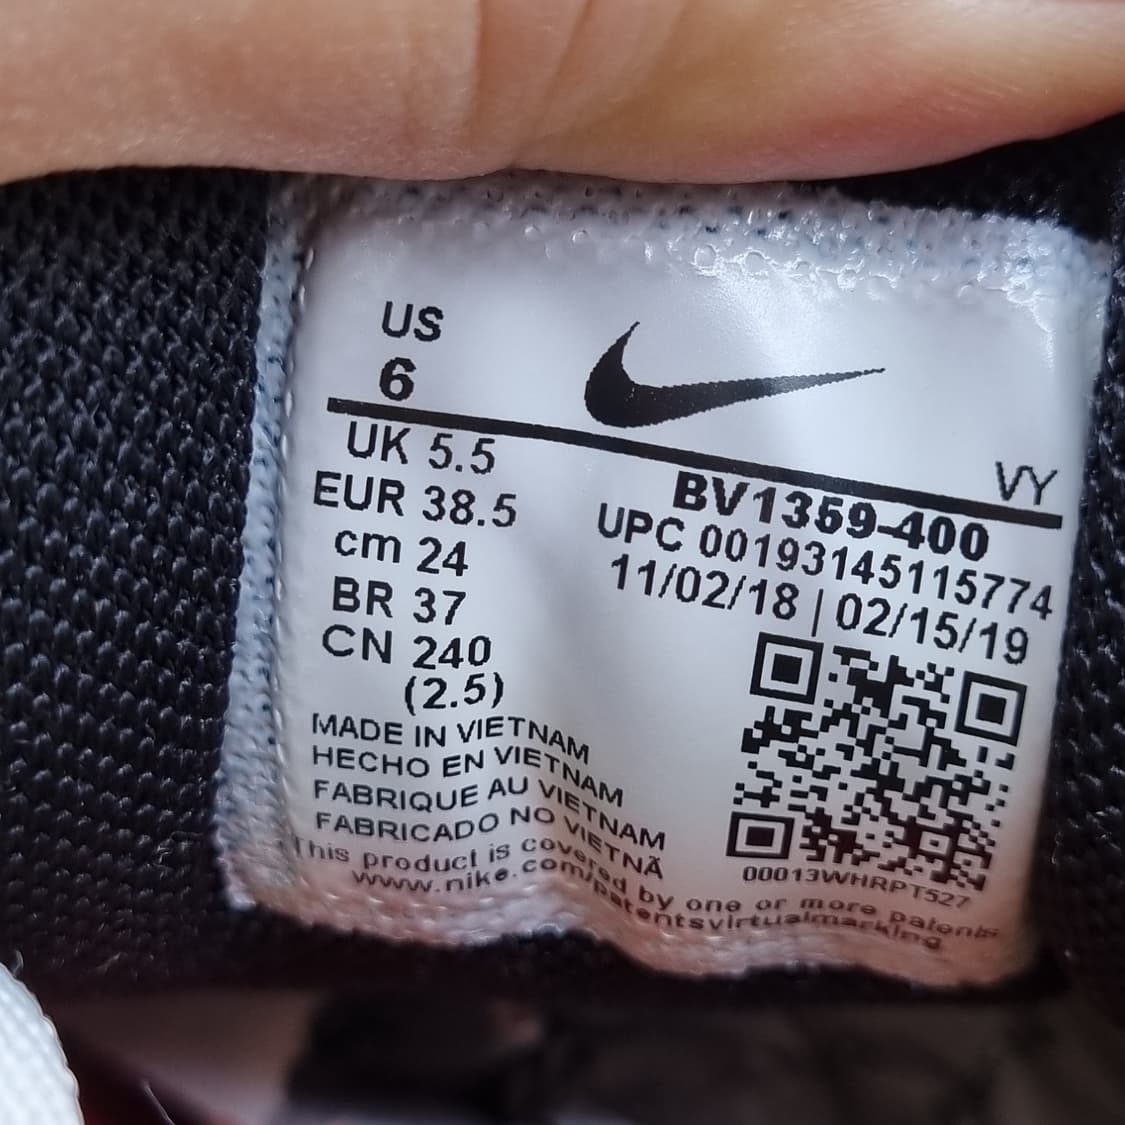 US
6
UK 5.5
EUR 38.5
cm 24
BR 37
CN 240
(2.5)
VY
BV1359-400
UPC 00193145115774
11/02/18 | 02/15/19
MADE IN VIETNAM
HECHO EN VIETNAM
FABRIQUE AU VIETNAM
FABRICADO NO VIETNÃ
00013WHRPT527
This product is covered by one or more patents
www.nike.com/patentsvirtualmarking